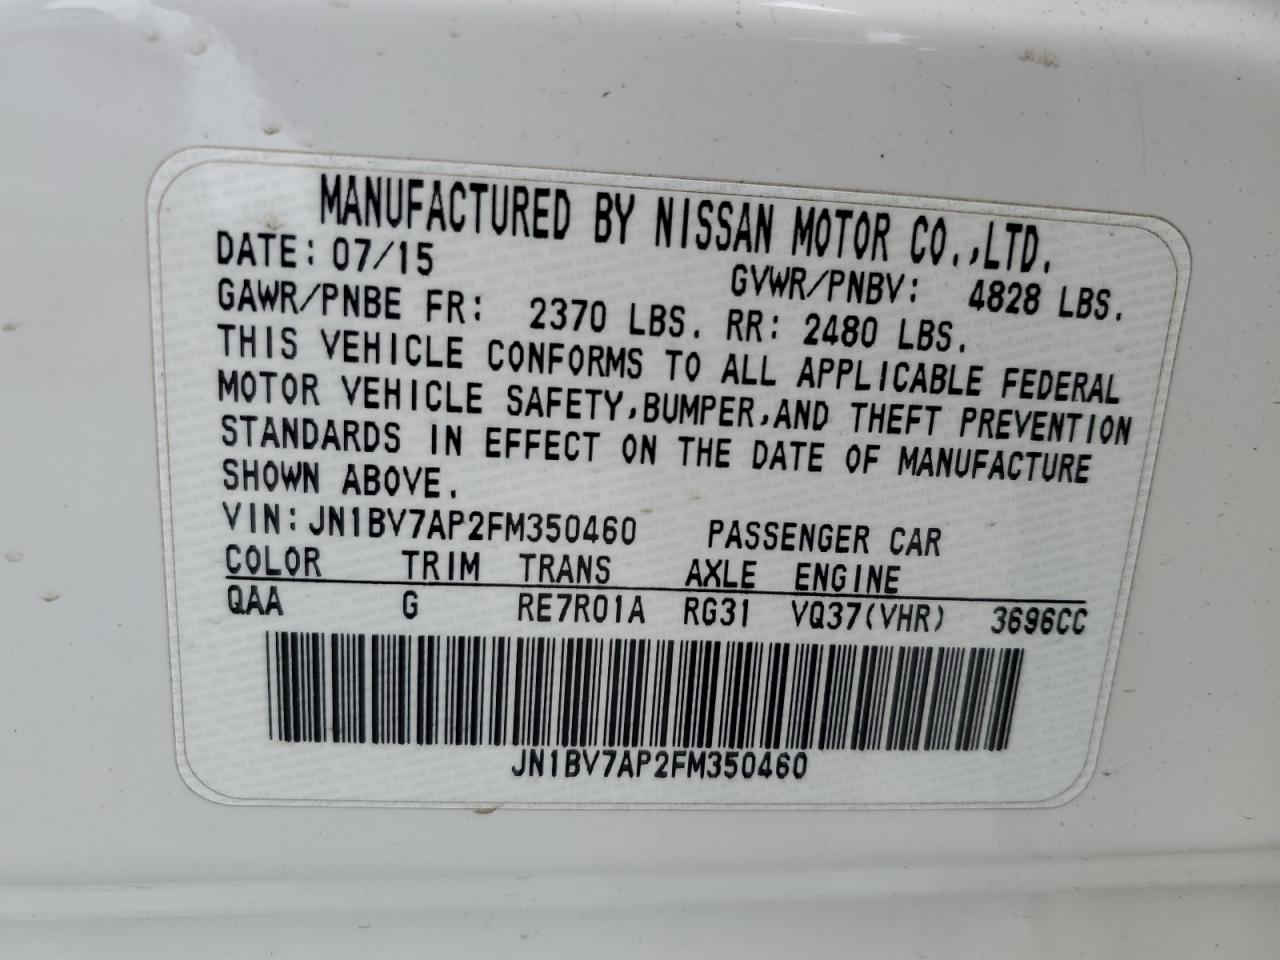 MANUFACTURED BY NISSAN MOTOR CO.,LTD.
DATE: 07/15 GVWR/PNBV: 4828 LBS.
GAWR/PNBE FR: 2370 LBS. RR: 2480 LBS.
THIS VEHICLE CONFORMS TO ALL APPLICABLE FEDERAL
MOTOR VEHICLE SAFETY,BUMPER,AND THEFT PREVENTION
STANDARDS IN EFFECT ON THE DATE OF MANUFACTURE
SHOWN ABOVE.
VIN: JN1BV7AP2FM350460 PASSENGER CAR
COLOR TRIM TRANS AXLE ENGINE
QAA G RE7R01A RG31 VQ37(VHR) 3696CC
JN1BV7AP2FM350460